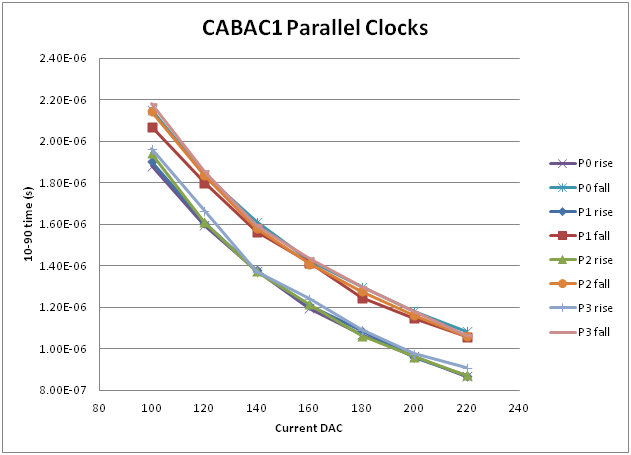 CABAC1 Parallel Clocks
2.40E-06
2.20E-06
2.00E-06
1.80E-06
1.60E-06
1.40E-06
1.20E-06
1.00E-06
8.00E-07
10-90 time (s)
80 100 120 140 160 180 200 220 240
Current DAC
P0 rise
P0 fall
P1 rise
P1 fall
P2 rise
P2 fall
P3 rise
P3 fall